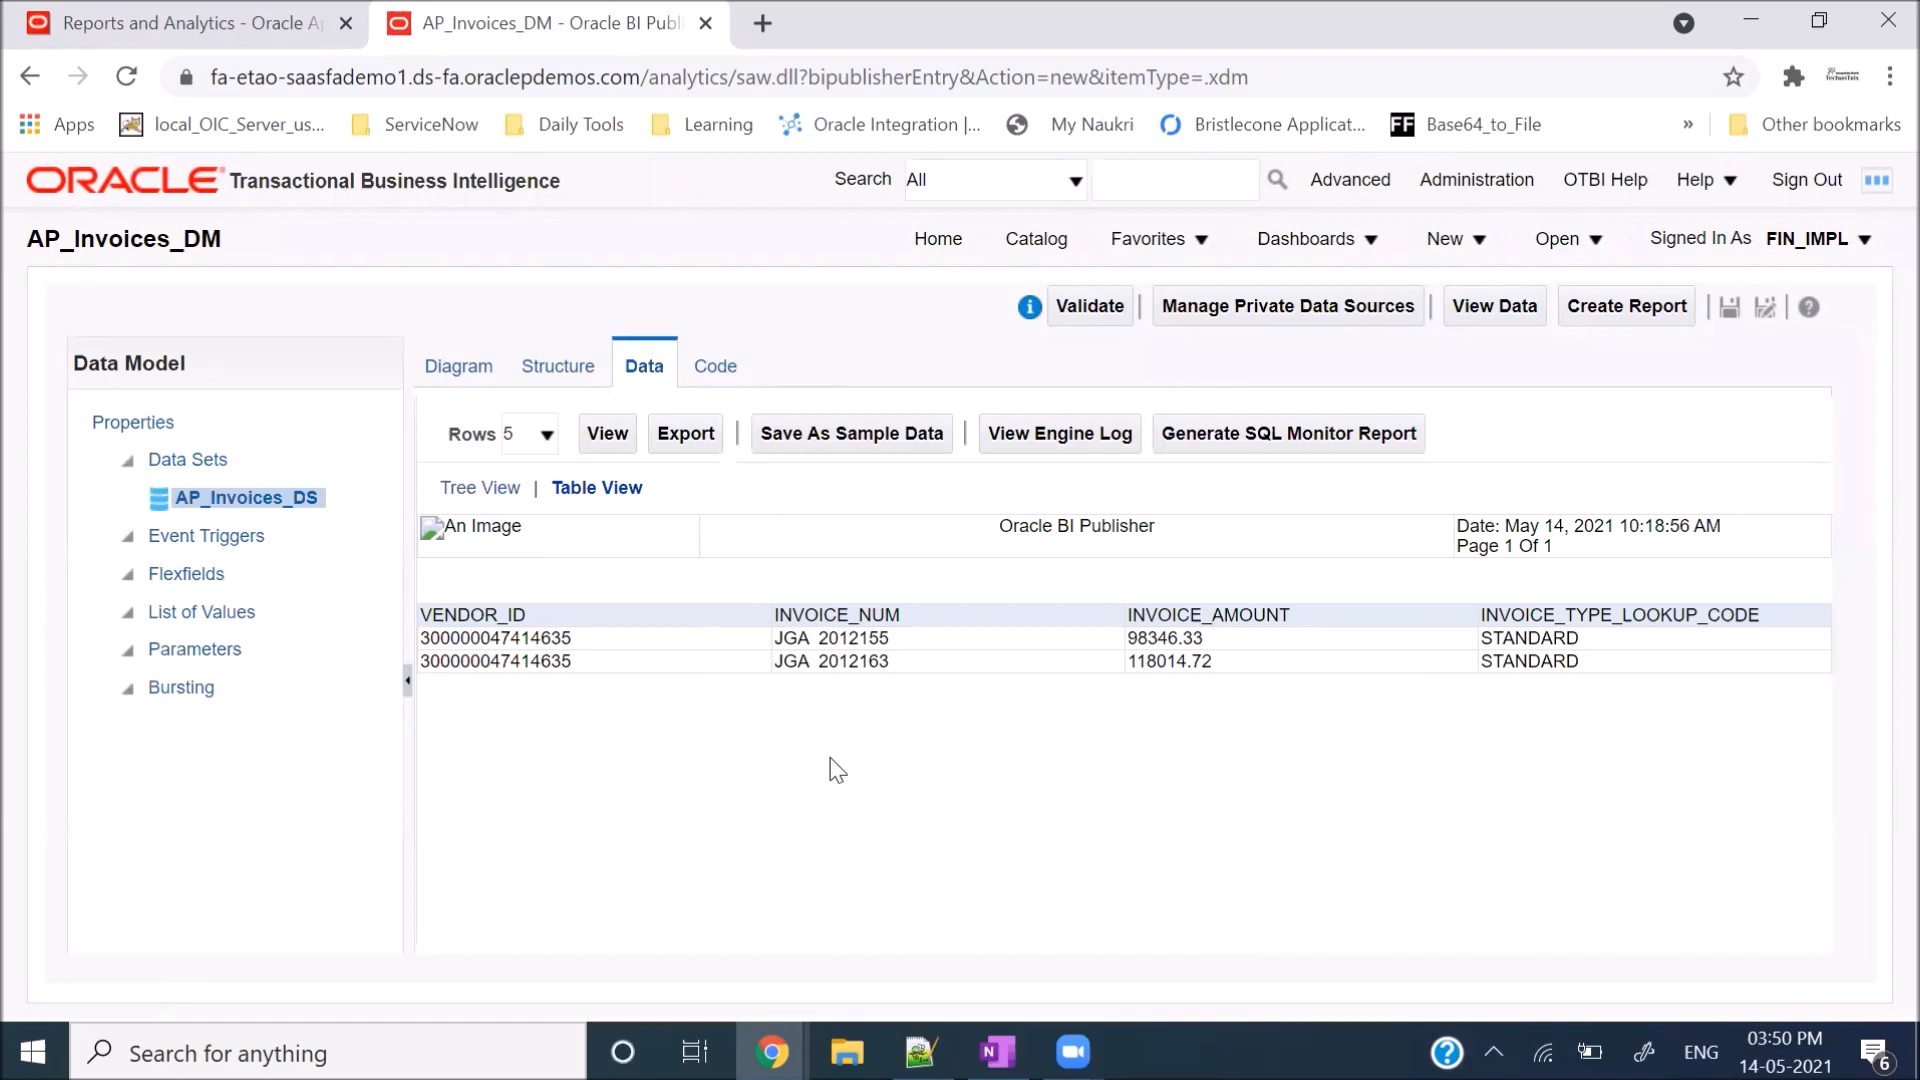 Reports and Analytics - Oracle A
AP_Invoices_DM - Oracle BI Publ
fa-etao-saasfademo1.ds-fa.oraclepdemos.com/analytics/saw.dll?bipublisherEntry&Action=new&itemType=.xdm
Apps local_OIC_Server_us... ServiceNow Daily Tools Learning Oracle Integration |... My Naukri Bristlecone Applicat... FF Base64_to_File » Other bookmarks
ORACLE Transactional Business Intelligence Search All Advanced Administration OTBI Help Help Sign Out
AP_Invoices_DM Home Catalog Favorites Dashboards New Open Signed In As FIN_IMPL
Validate | Manage Private Data Sources | View Data Create Report
Data Model
Properties
Data Sets
AP_Invoices_DS
Event Triggers
Flexfields
List of Values
Parameters
Bursting
Diagram Structure Data Code
Rows 5 View Export | Save As Sample Data | View Engine Log Generate SQL Monitor Report
Tree View | Table View
An Image Oracle BI Publisher Date: May 14, 2021 10:18:56 AM
Page 1 Of 1
VENDOR_ID INVOICE_NUM INVOICE_AMOUNT INVOICE_TYPE_LOOKUP_CODE
300000047414635 JGA 2012155 98346.33 STANDARD
300000047414635 JGA 2012163 118014.72 STANDARD
Search for anything
ENG
03:50 PM
14-05-2021
6